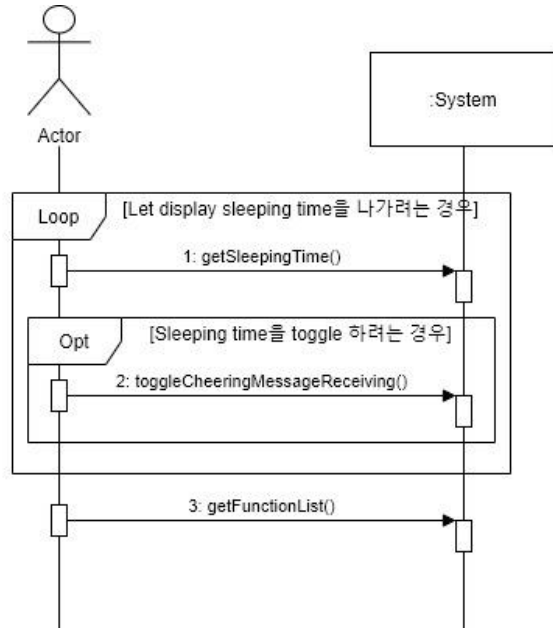 Actor
:System
Loop
[Let display sleeping time을 나가려는 경우]
1: getSleepingTime()
Opt
[Sleeping time을 toggle 하려는 경우]
2: toggleCheeringMessageReceiving()
3: getFunctionList()